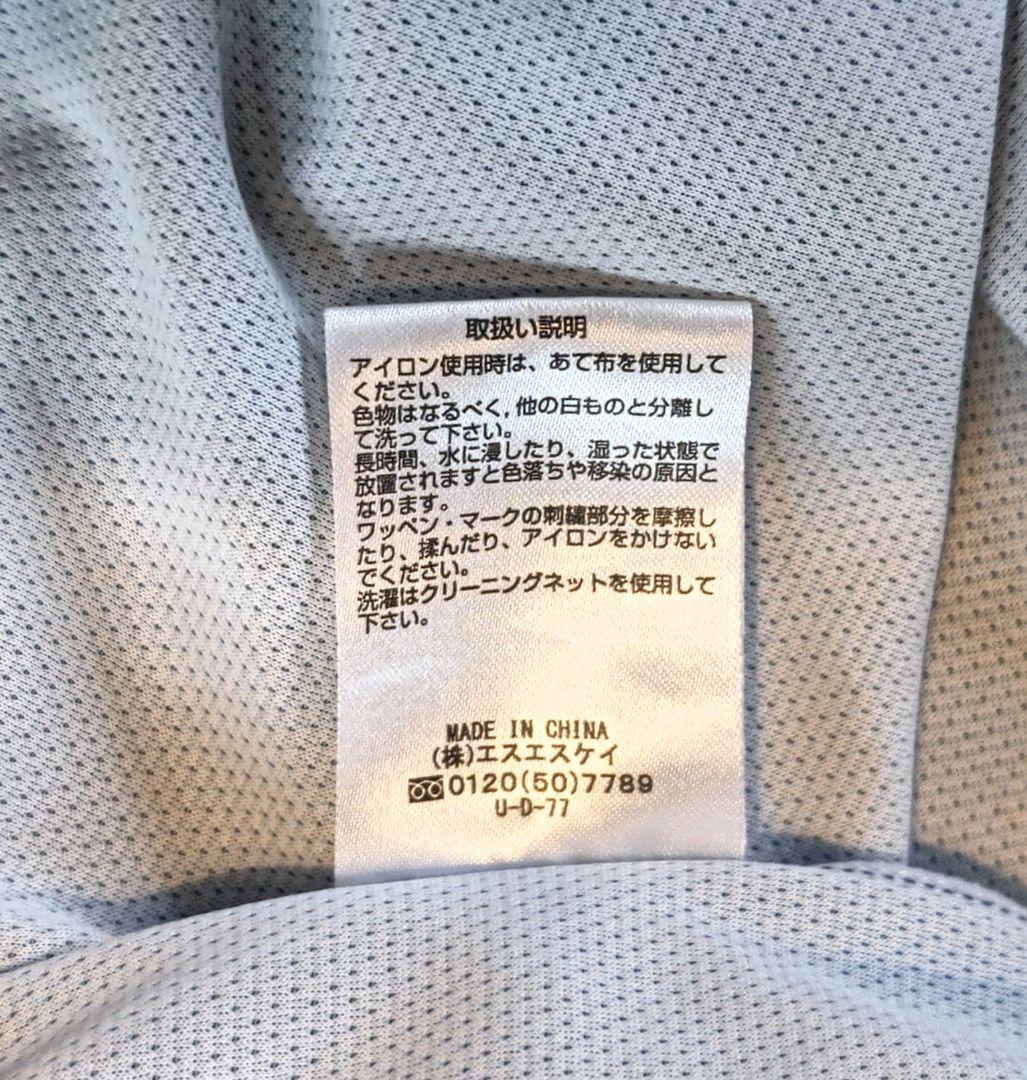 取扱い説明
アイロン使用時は、あて布を使用して
ください。
色物はなるべく,他の白ものと分離し
て洗って下さい。
長時間、水に浸したり、湿った状態で
放置されますと色落ちや移染の原因と
なります。
ワッペン・マークの刺繍部分を摩擦し
たり、揉んだり、アイロンをかけない
でください。
洗濯はクリーニングネットを使用して
下さい。
MADE IN CHINA
(株)エスエスケイ
0120(50)7789
U-D-77